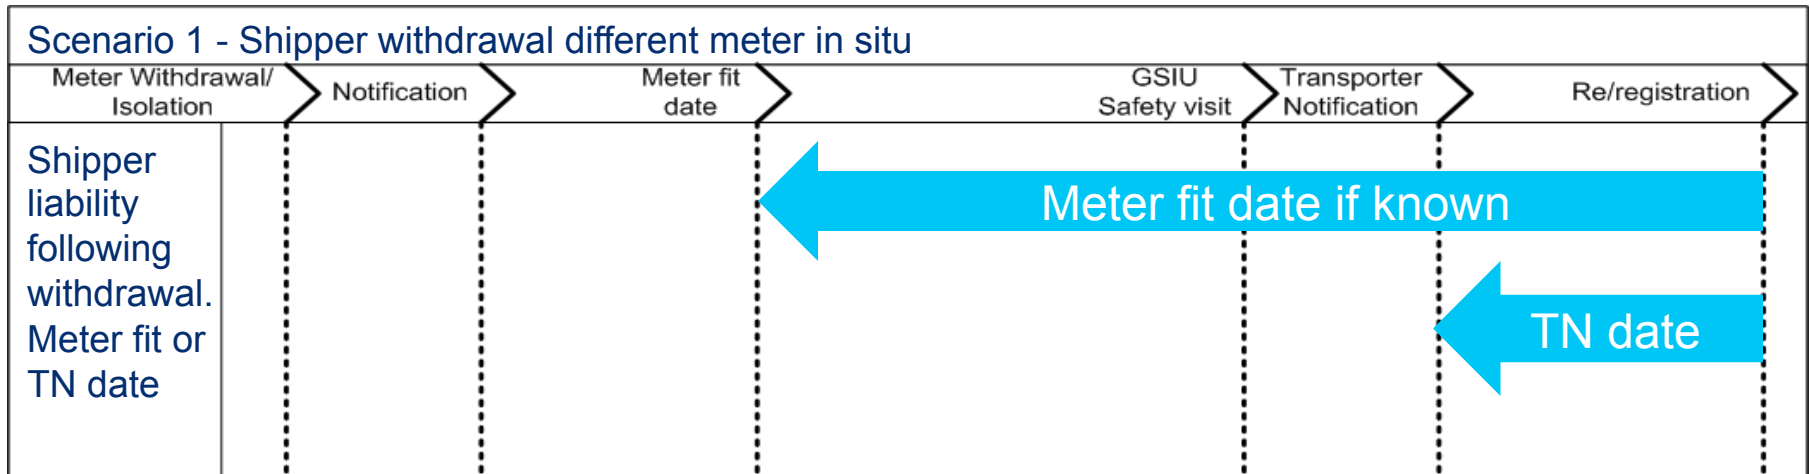 Scenario 1 - Shipper withdrawal different meter in situ
Meter Withdrawal/
Isolation
Notification
Meter fit
date
GSIU
Safety visit
Transporter
Notification
Re/registration
Shipper
liability
following
withdrawal.
Meter fit or
TN date
Meter fit date if known
TN date